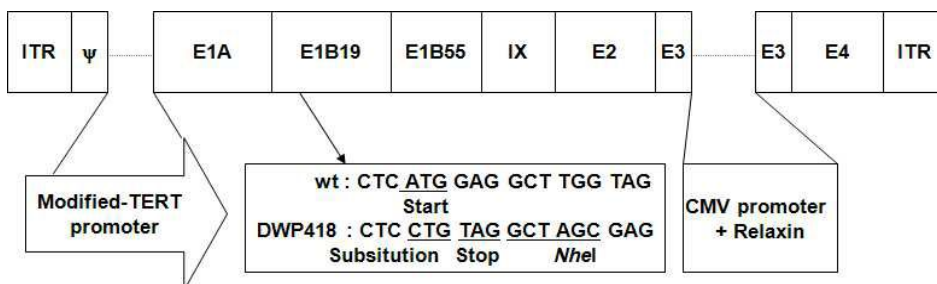 ITR ψ E1A E1B19 E1B55 IX E2 E3 E3 E4 ITR
Modified-TERT
promoter
wt : CTC ATG GAG GCT TGG TAG
Start
DWP418 : CTC CTG TAG GCT AGC GAG
Subsitution Stop NheI
CMV promoter
+ Relaxin